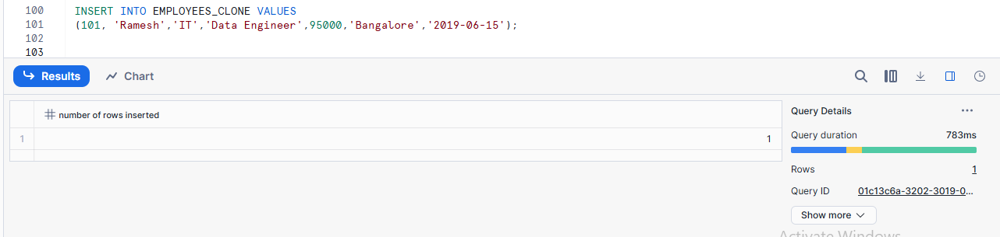 100 INSERT INTO EMPLOYEES_CLONE VALUES
101 (101, 'Ramesh','IT','Data Engineer',95000,'Bangalore','2019-06-15');
102
103
Results Chart
number of rows inserted
1 1
Query Details ...
Query duration 783ms
Rows 1
Query ID 01c13c6a-3202-3019-0...
Show more
Activate Windows